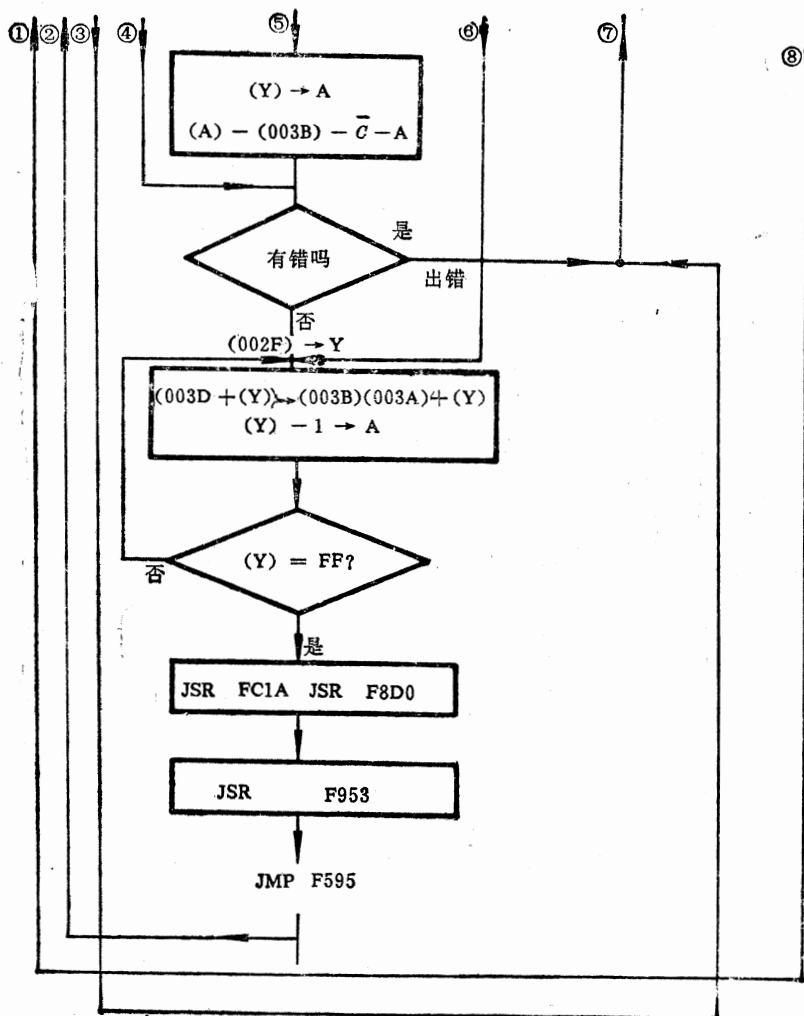 ① ② ③ ④ ⑤ ⑥ ⑦ ⑧
(Y) → A
(A) − (003B) − C̅ − A
是
有错吗
出错
否
(002F) → Y
(003D +(Y))→(003B)(003A)+(Y)
(Y) − 1 → A
(Y) = FF?
否
是
JSR FC1A JSR F8D0
JSR F953
JMP F595